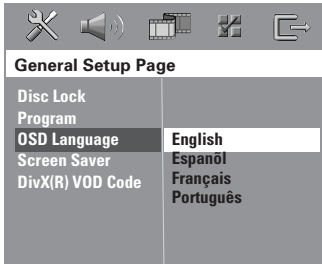 General Setup Page
Disc Lock
Program
OSD Language
Screen Saver
DivX(R) VOD Code
English
Espanõl
Français
Português